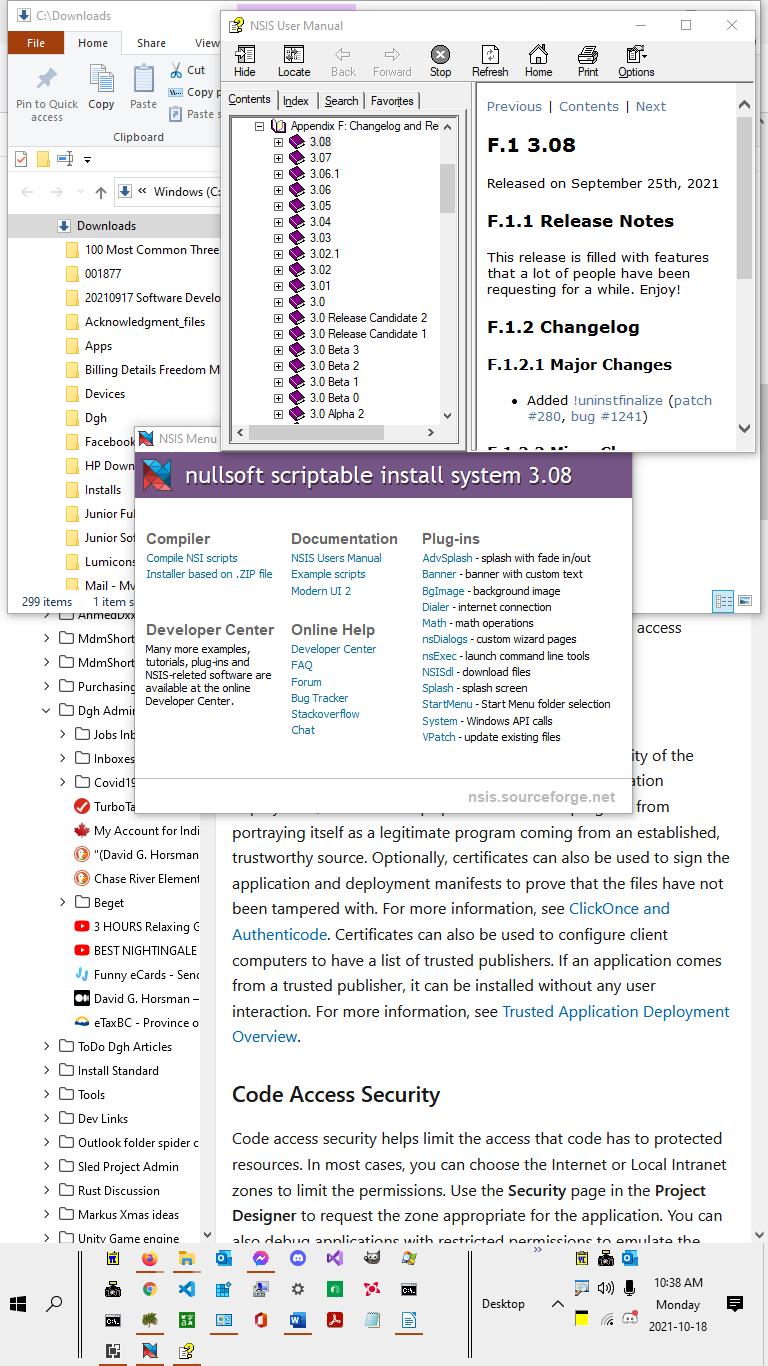 C:\Downloads
File
Home
Share
View
Pin to Quick access
Copy
Paste
Cut
Copy p
Paste s
Clipboard
Windows (C:
Downloads
100 Most Common Three
001877
20210917 Software Develo
Acknowledgment_files
Apps
Billing Details Freedom M
Devices
Dgh
Facebook
HP Down
Installs
Junior Ful
Junior Sof
Lumicons
Mail - My
299 items
1 item s
NSIS User Manual
Hide
Locate
Back
Forward
Stop
Refresh
Home
Print
Options
Contents
Index
Search
Favorites
Appendix F: Changelog and Re
3.08
3.07
3.06.1
3.06
3.05
3.04
3.03
3.02.1
3.02
3.01
3.0
3.0 Release Candidate 2
3.0 Release Candidate 1
3.0 Beta 3
3.0 Beta 2
3.0 Beta 1
3.0 Beta 0
3.0 Alpha 2
Previous | Contents | Next
F.1 3.08
Released on September 25th, 2021
F.1.1 Release Notes
This release is filled with features
that a lot of people have been
requesting for a while. Enjoy!
F.1.2 Changelog
F.1.2.1 Major Changes
• Added !uninstfinalize (patch
#280, bug #1241)
NSIS Menu
nullsoft scriptable install system 3.08
Compiler
Compile NSI scripts
Installer based on .ZIP file
Developer Center
Many more examples,
tutorials, plug-ins and
NSIS-releted software are
available at the online
Developer Center.
Documentation
NSIS Users Manual
Example scripts
Modern UI 2
Online Help
Developer Center
FAQ
Forum
Bug Tracker
Stackoverflow
Chat
Plug-ins
AdvSplash - splash with fade in/out
Banner - banner with custom text
BgImage - background image
Dialer - internet connection
Math - math operations
nsDialogs - custom wizard pages
nsExec - launch command line tools
NSISdl - download files
Splash - splash screen
StartMenu - Start Menu folder selection
System - Windows API calls
VPatch - update existing files
nsis.sourceforge.net
AhmedDxx
MdmShort
MdmShort
Purchasing
Dgh Admin
Jobs Inb
Inboxes
Covid19
TurboTa
My Account for Indi
"(David G. Horsman
Chase River Element
Beget
3 HOURS Relaxing G
BEST NIGHTINGALE
Funny eCards - Send
David G. Horsman –
eTaxBC - Province o
ToDo Dgh Articles
Install Standard
Tools
Dev Links
Outlook folder spider c
Sled Project Admin
Rust Discussion
Markus Xmas ideas
Unity Game engine
access
ity of the
ation
from
portraying itself as a legitimate program coming from an established,
trustworthy source. Optionally, certificates can also be used to sign the
application and deployment manifests to prove that the files have not
been tampered with. For more information, see ClickOnce and
Authenticode. Certificates can also be used to configure client
computers to have a list of trusted publishers. If an application comes
from a trusted publisher, it can be installed without any user
interaction. For more information, see Trusted Application Deployment
Overview.
Code Access Security
Code access security helps limit the access that code has to protected
resources. In most cases, you can choose the Internet or Local Intranet
zones to limit the permissions. Use the Security page in the Project
Designer to request the zone appropriate for the application. You can
also debug applications with restricted permissions to emulate the
Desktop
10:38 AM
Monday
2021-10-18